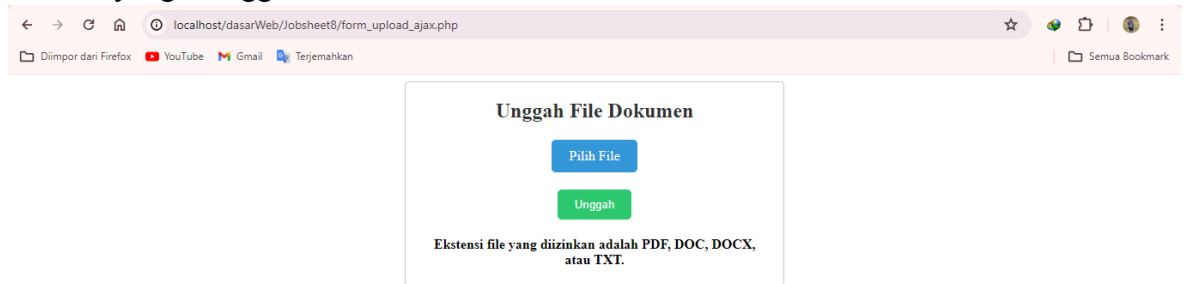 localhost/dasarWeb/Jobsheet8/form_upload_ajax.php
Diimpor dari Firefox YouTube Gmail Terjemahkan Semua Bookmark
Unggah File Dokumen
Pilih File
Unggah
Ekstensi file yang diizinkan adalah PDF, DOC, DOCX,
atau TXT.